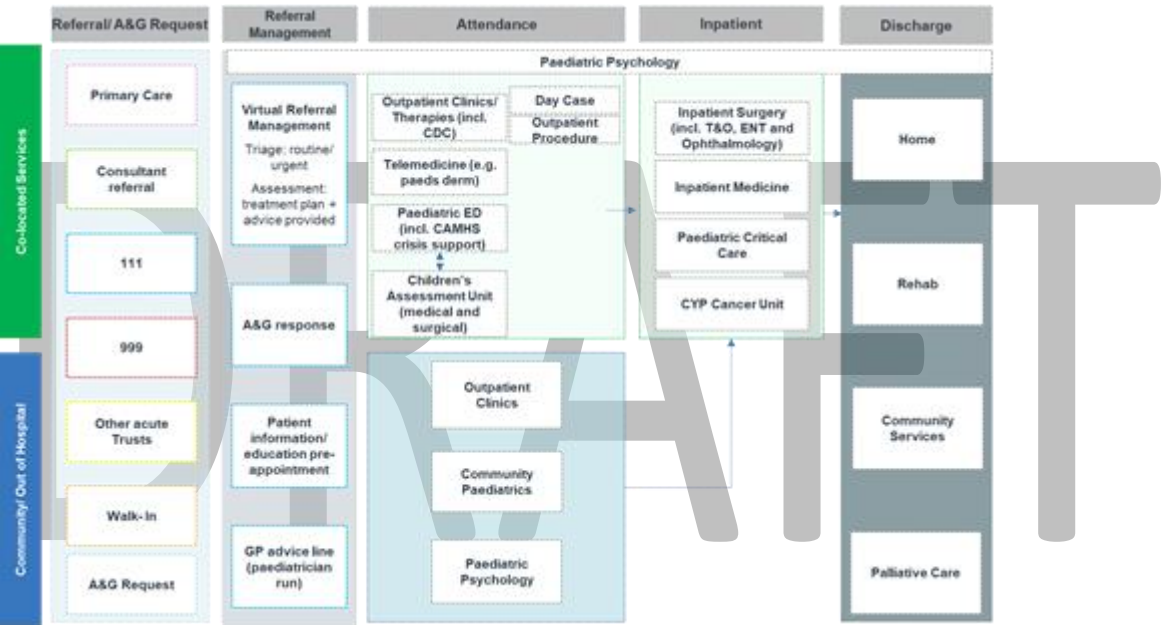 Referral/ A&G Request
Referral
Management
Attendance
Inpatient
Discharge
Co-located Services
Community/ Out of Hospital
Paediatric Psychology
Primary Care
Consultant
referral
111
999
Other acute
Trusts
Walk-In
A&G Request
Virtual Referral
Management
Triage: routine/
urgent
Assessment:
treatment plan +
advice provided
A&G response
Patient
information/
education pre-
appointment
GP advice line
(paediatrician
run)
Outpatient Clinics/
Therapies (incl.
CDC)
Day Case
Outpatient
Procedure
Telemedicine (e.g.
paeds derm)
Paediatric ED
(incl. CAMHS
crisis support)
Children's
Assessment Unit
(medical and
surgical)
Outpatient
Clinics
Community
Paediatrics
Paediatric
Psychology
Inpatient Surgery
(incl. T&O, ENT and
Ophthalmology)
Inpatient Medicine
Paediatric Critical
Care
CYP Cancer Unit
Home
Rehab
Community
Services
Palliative Care
DRAFT